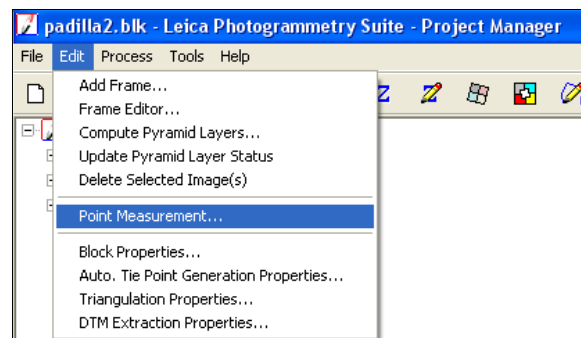 padilla2.blk - Leica Photogrammetry Suite - Project Manager
File Edit Process Tools Help
Add Frame...
Frame Editor...
Compute Pyramid Layers...
Update Pyramid Layer Status
Delete Selected Image(s)
Point Measurement...
Block Properties...
Auto. Tie Point Generation Properties...
Triangulation Properties...
DTM Extraction Properties...